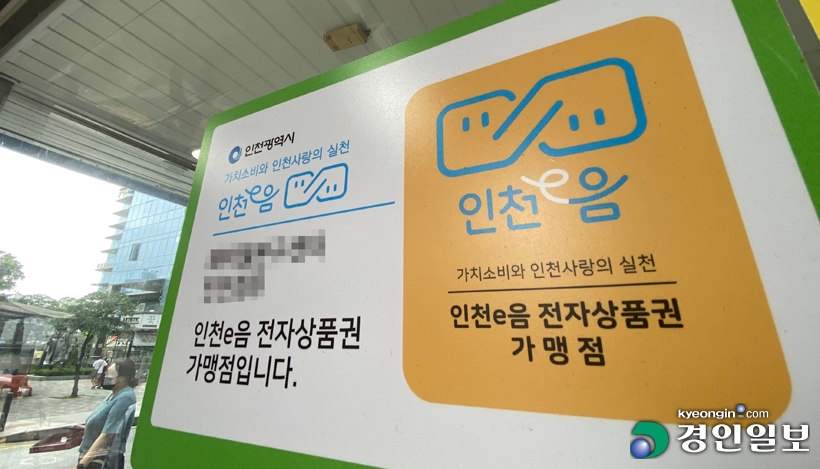 인천광역시
가치소비와 인천사랑의 실천
인천e음
인천e음 전자상품권
가맹점입니다.
인천e음
가치소비와 인천사랑의 실천
인천e음 전자상품권
가맹점
kyeongin.com
경인일보